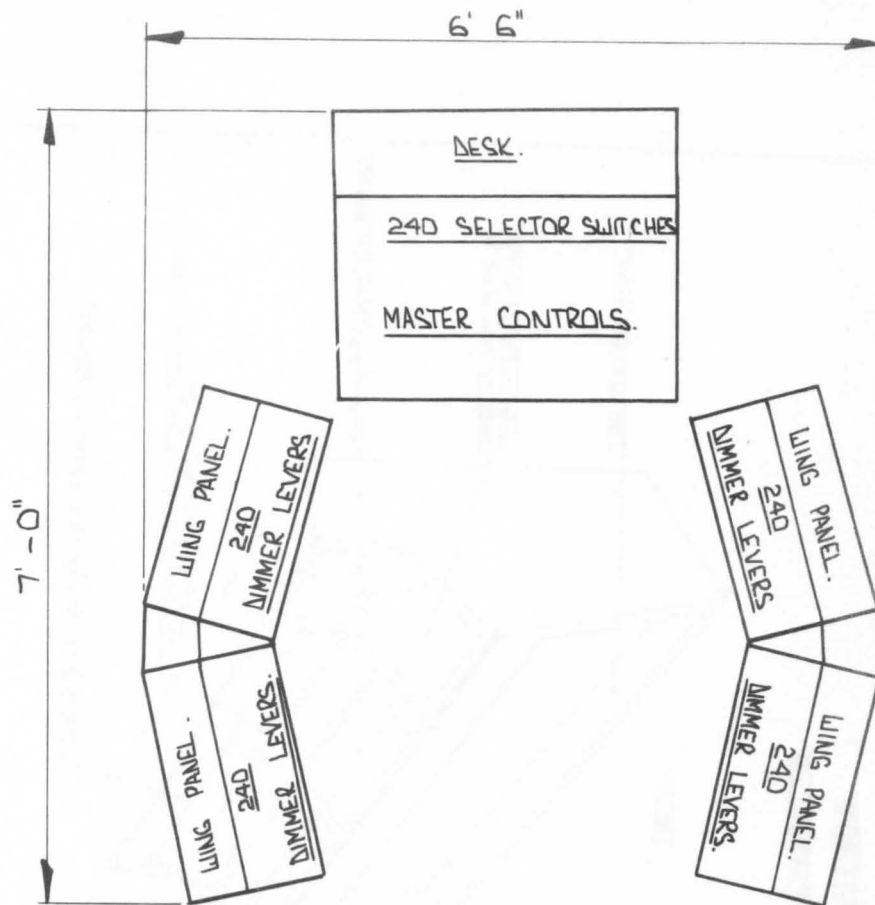 6' 6"
7' - 0"
DESK.
240 SELECTOR SWITCHES
MASTER CONTROLS.
WING PANEL.
240
DIMMER LEVERS
WING PANEL.
240
DIMMER LEVERS
WING PANEL.
240
DIMMER LEVERS.
WING PANEL.
240
DIMMER LEVERS.